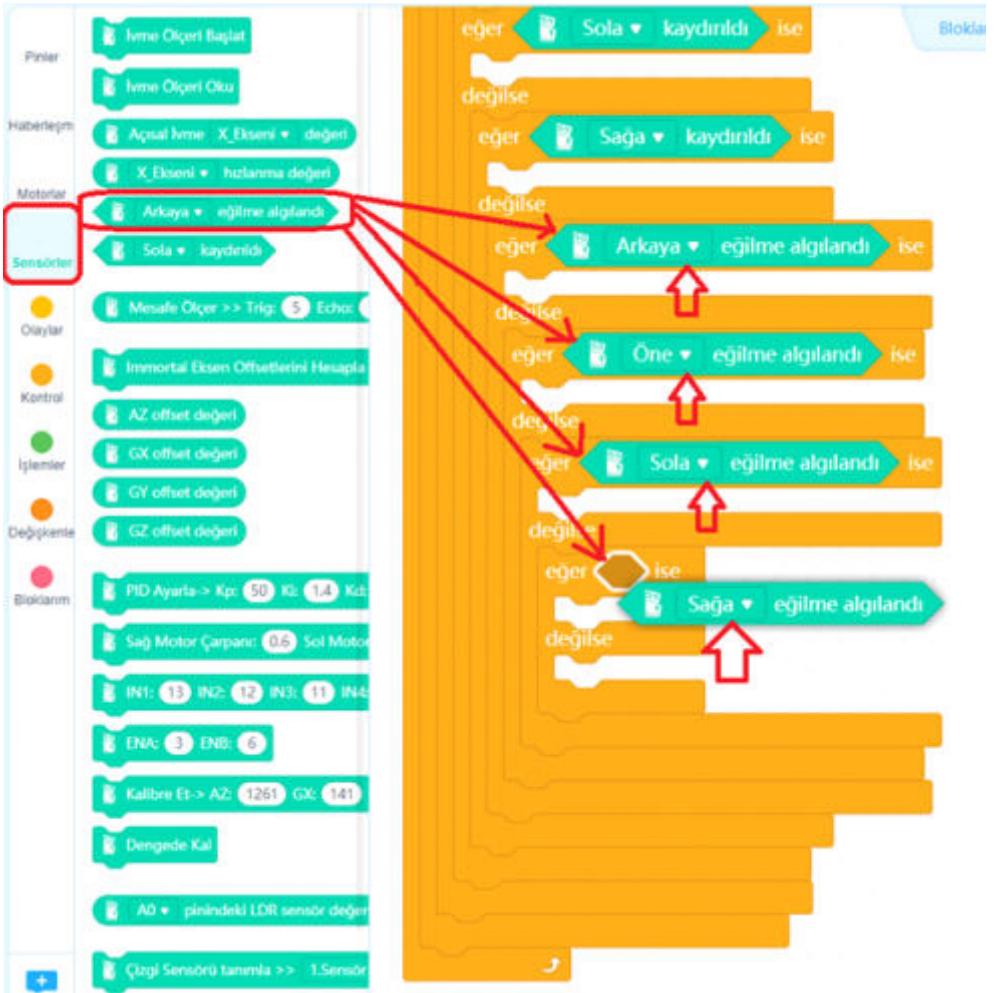 Pinler
Haberleşm
Motorlar
Sensörler
Olaylar
Kontrol
İşlemler
Değişkenle
Bloklarım
İvme Ölçeri Başlat
İvme Ölçeri Oku
Açısal İvme X_Ekseni değeri
X_Ekseni hızlanma değeri
Arkaya eğilme algılandı
Sola kaydırıldı
Mesafe Ölçer >> Trig: 5 Echo:
Immortal Eksen Offsetlerini Hesapla
AZ offset değeri
GX offset değeri
GY offset değeri
GZ offset değeri
PID Ayarla-> Kp: 50 Ki: 1.4 Kd:
Sağ Motor Çarpanı: 0.6 Sol Moto
IN1: 13 IN2: 12 IN3: 11 IN4:
ENA: 3 ENB: 6
Kalibre Et-> AZ: 1261 GX: 141
Dengede Kal
A0 pinindeki LDR sensör değer
Çizgi Sensörü tanımla >> 1.Sensör
eğer Sola kaydırıldı ise
değilse
eğer Sağa kaydırıldı ise
değilse
eğer Arkaya eğilme algılandı ise
değilse
eğer Öne eğilme algılandı ise
değilse
eğer Sola eğilme algılandı ise
değilse
eğer ise
Sağa eğilme algılandı
değilse
Blokla